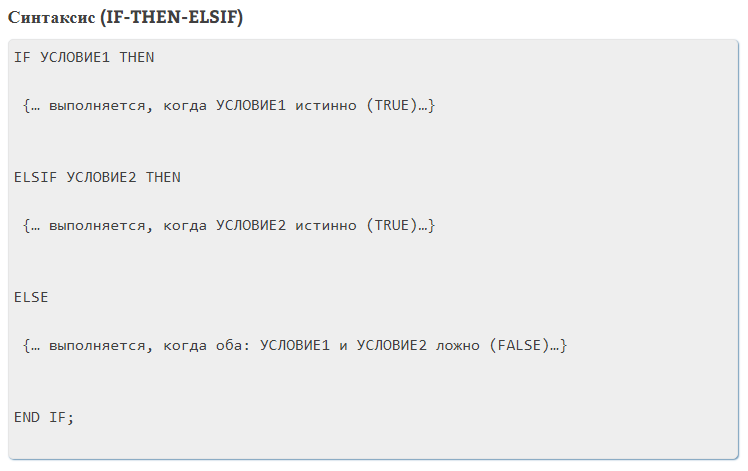 Синтаксис (IF-THEN-ELSIF)
IF УСЛОВИЕ1 THEN
{… выполняется, когда УСЛОВИЕ1 истинно (TRUE)…}
ELSIF УСЛОВИЕ2 THEN
{… выполняется, когда УСЛОВИЕ2 истинно (TRUE)…}
ELSE
{… выполняется, когда оба: УСЛОВИЕ1 и УСЛОВИЕ2 ложно (FALSE)…}
END IF;